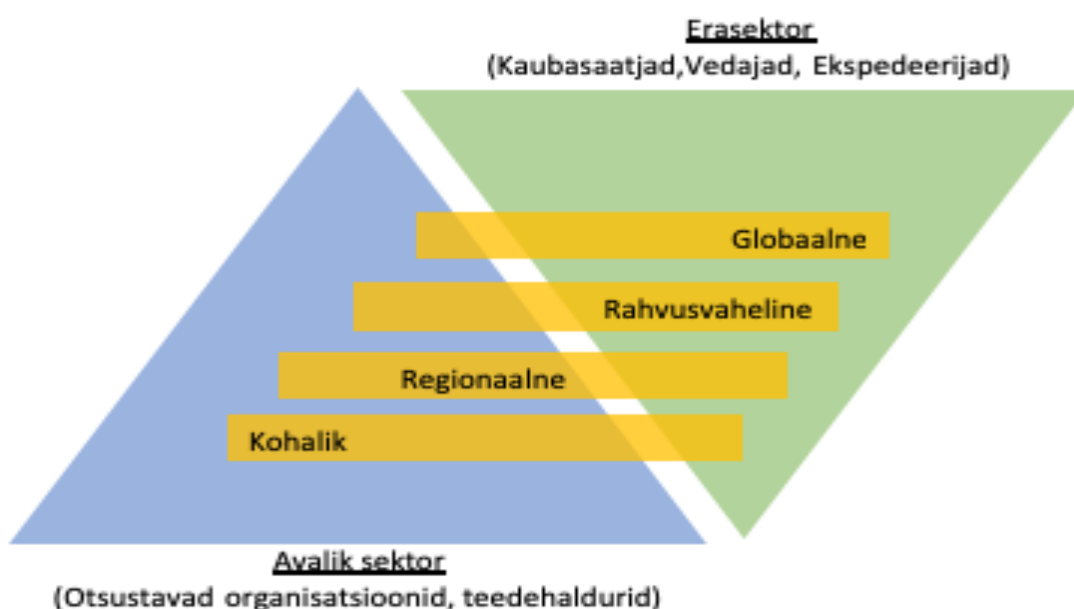 Erasektor
(Kaubasaatjad,Vedajad, Ekspedeerijad)
Globaalne
Rahvusvaheline
Regionaalne
Kohalik
Avalik sektor
(Otsustavad organisatsioonid, teedehaldurid)